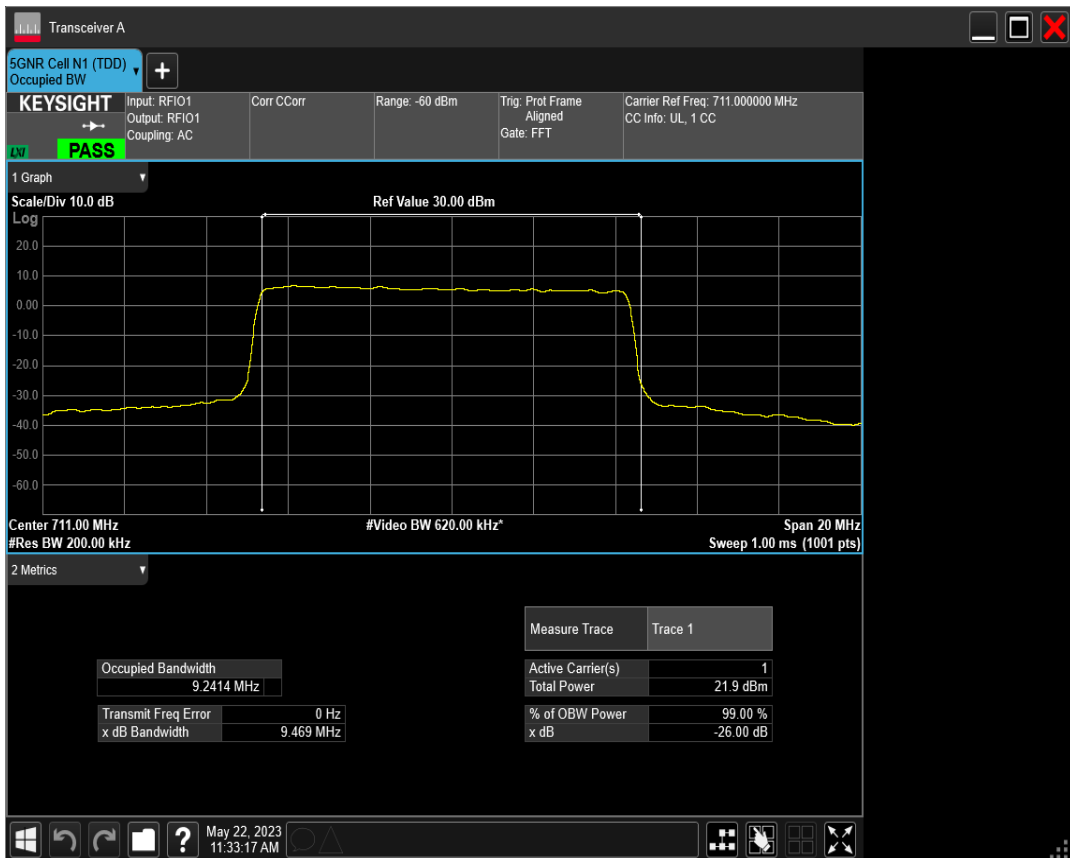 Transceiver A
5GNR Cell N1 (TDD)
Occupied BW
KEYSIGHT
LXI
PASS
Input: RFIO1
Output: RFIO1
Coupling: AC
Corr CCorr
Range: -60 dBm
Trig: Prot Frame
Aligned
Gate: FFT
Carrier Ref Freq: 711.000000 MHz
CC Info: UL, 1 CC
1 Graph
Scale/Div 10.0 dB
Ref Value 30.00 dBm
Log
20.0
10.0
0.00
-10.0
-20.0
-30.0
-40.0
-50.0
-60.0
Center 711.00 MHz
#Video BW 620.00 kHz*
Span 20 MHz
#Res BW 200.00 kHz
Sweep 1.00 ms (1001 pts)
2 Metrics
Measure Trace Trace 1
Occupied Bandwidth
9.2414 MHz
Active Carrier(s) 1
Total Power 21.9 dBm
Transmit Freq Error 0 Hz
x dB Bandwidth 9.469 MHz
% of OBW Power 99.00 %
x dB -26.00 dB
?
May 22, 2023
11:33:17 AM